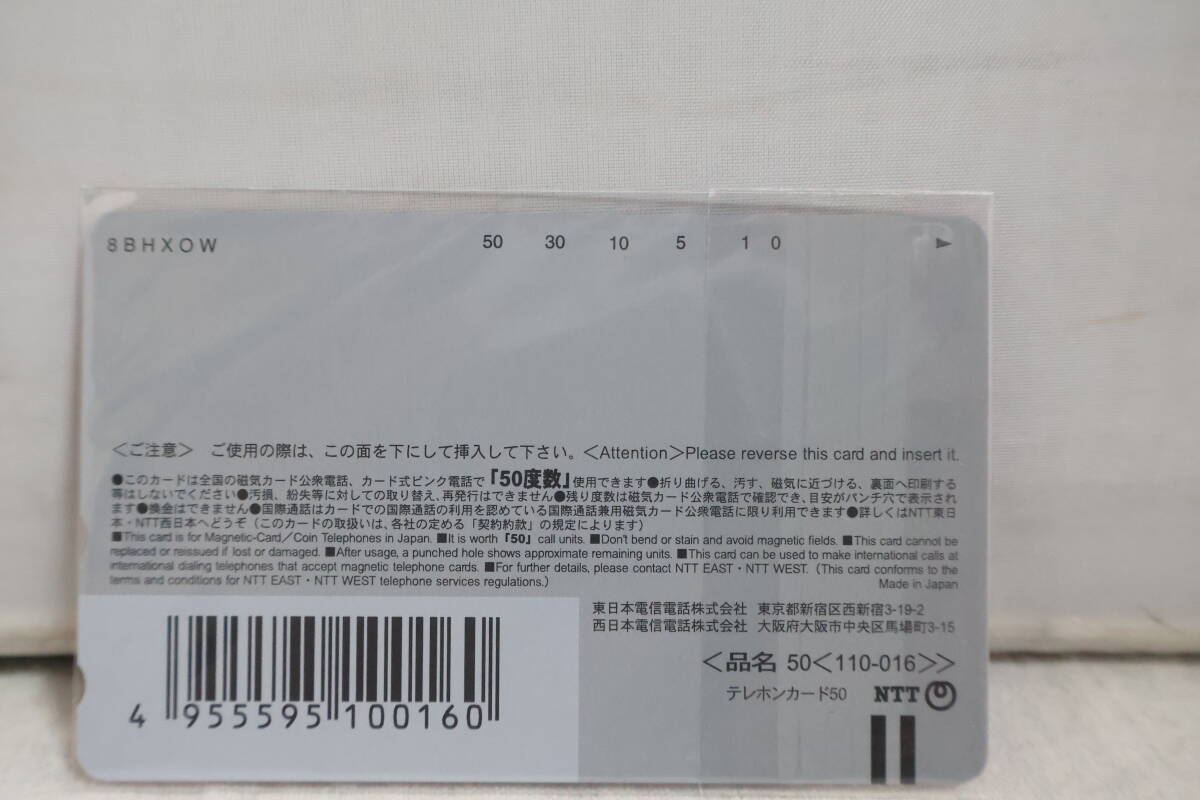 8BHXOW 50 30 10 5 1 0 ►
＜ご注意＞ ご使用の際は、この面を下にして挿入して下さい。＜Attention＞Please reverse this card and insert it.
●このカードは全国の磁気カード公衆電話、カード式ピンク電話で「50度数」使用できます●折り曲げる、汚す、磁気に近づける、裏面へ印刷する
等はしないでください●汚損、紛失等に対しての取り替え、再発行はできません●残り度数は磁気カード公衆電話で確認でき、目安がパンチ穴で表示され
ます●換金はできません●国際通話はカードでの国際通話の利用を認めている国際通話兼用磁気カード公衆電話に限り利用できます●詳しくはNTT東日
本・NTT西日本へどうぞ（このカードの取扱いは、各社の定める「契約約款」の規定によります）
■This card is for Magnetic-Card／Coin Telephones in Japan. ■It is worth「50」call units. ■Don't bend or stain and avoid magnetic fields. ■This card cannot be
replaced or reissued if lost or damaged. ■After usage, a punched hole shows approximate remaining units. ■This card can be used to make international calls at
international dialing telephones that accept magnetic telephone cards. ■For further details, please contact NTT EAST・NTT WEST. (This card conforms to the
terms and conditions for NTT EAST・NTT WEST telephone services regulations.) Made in Japan
東日本電信電話株式会社 東京都新宿区西新宿3-19-2
西日本電信電話株式会社 大阪府大阪市中央区馬場町3-15
＜品名 50＜110-016＞＞
テレホンカード50 NTT
4 955595 100160